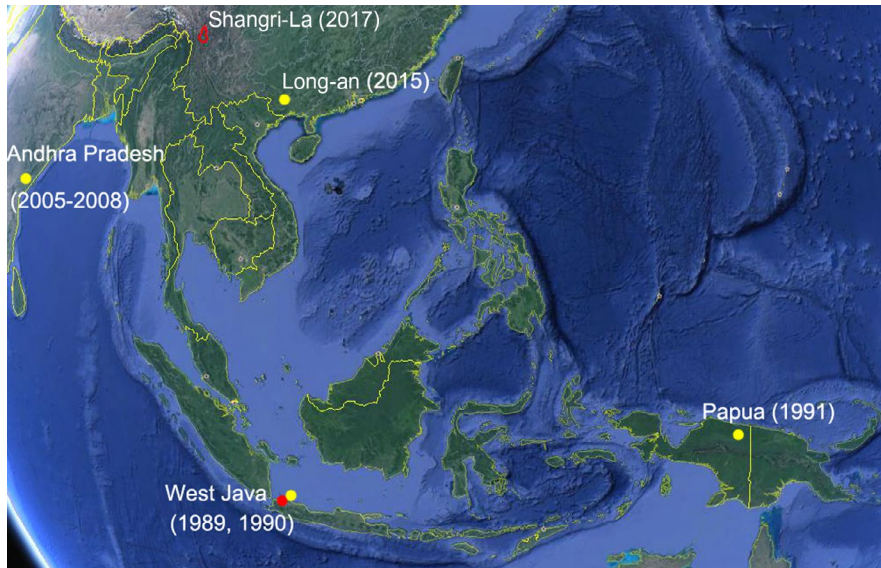 Shangri-La (2017)
Long-an (2015)
Andhra Pradesh
(2005-2008)
Papua (1991)
West Java
(1989, 1990)